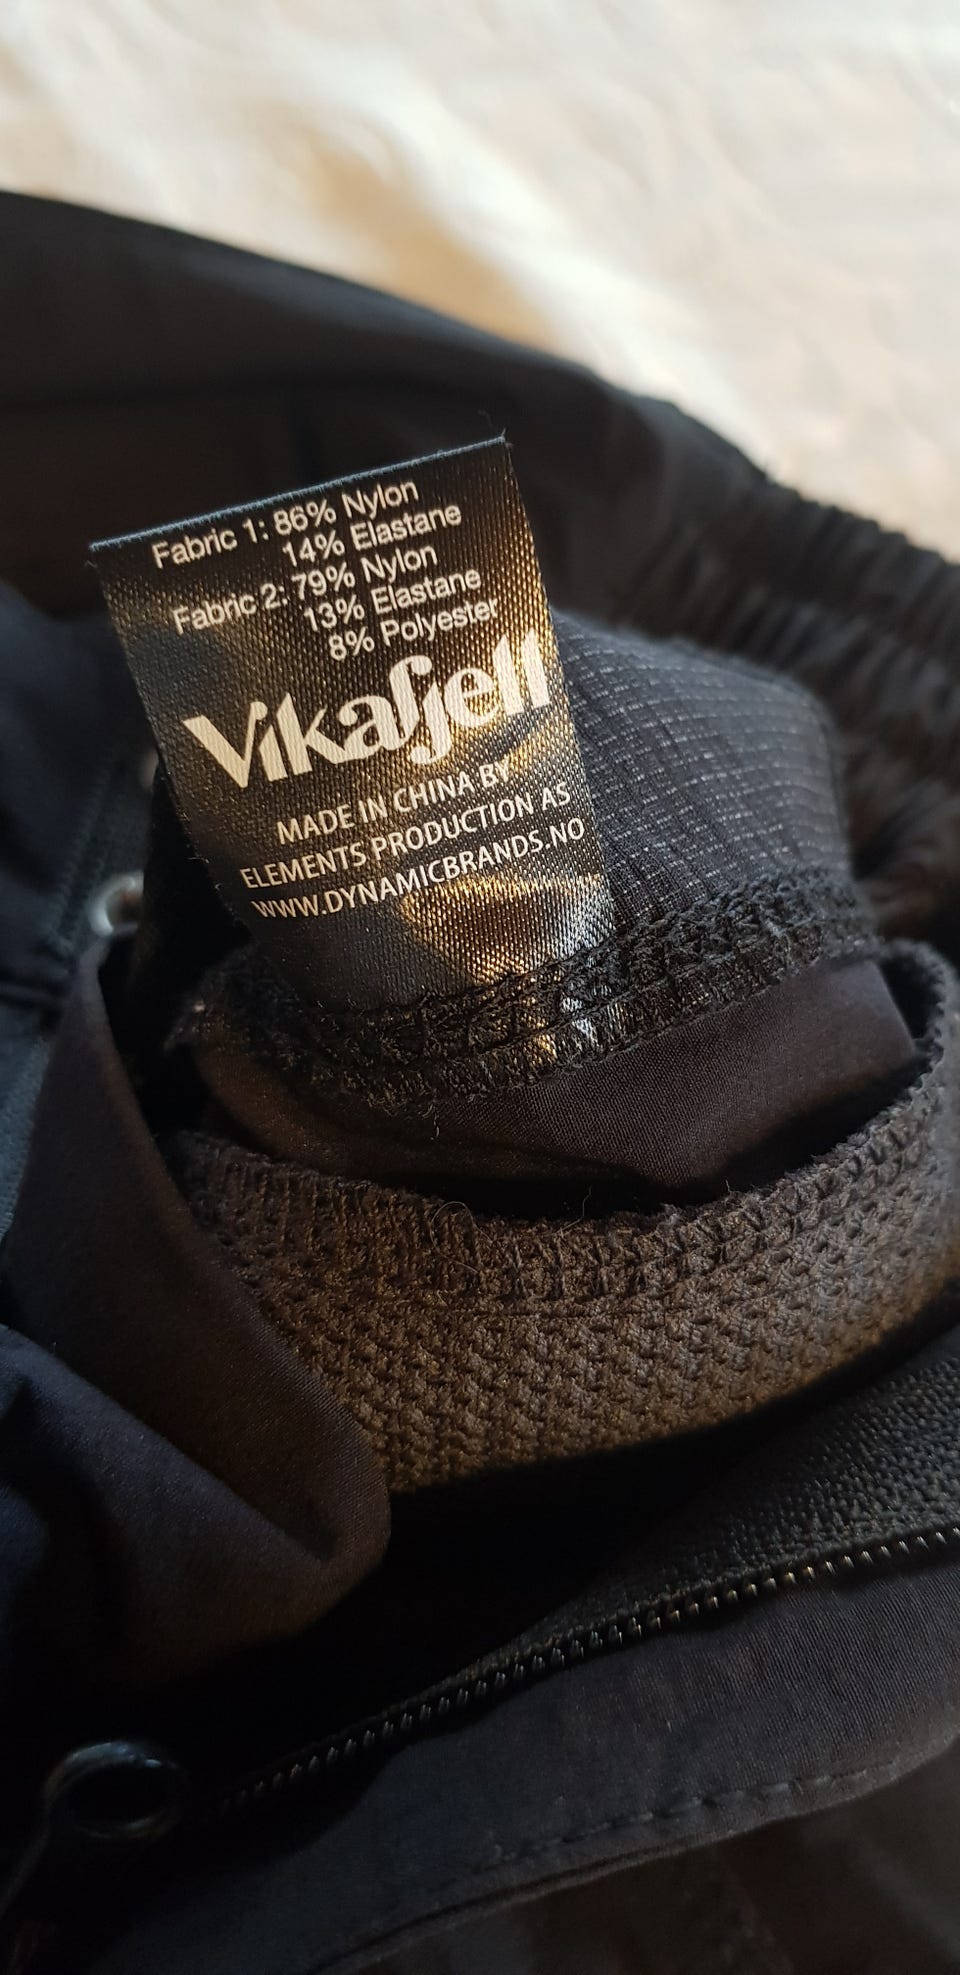 Fabric 1: 86% Nylon
14% Elastane
Fabric 2: 79% Nylon
13% Elastane
8% Polyester
Vikafjell
MADE IN CHINA BY
ELEMENTS PRODUCTION AS
WWW.DYNAMICBRANDS.NO